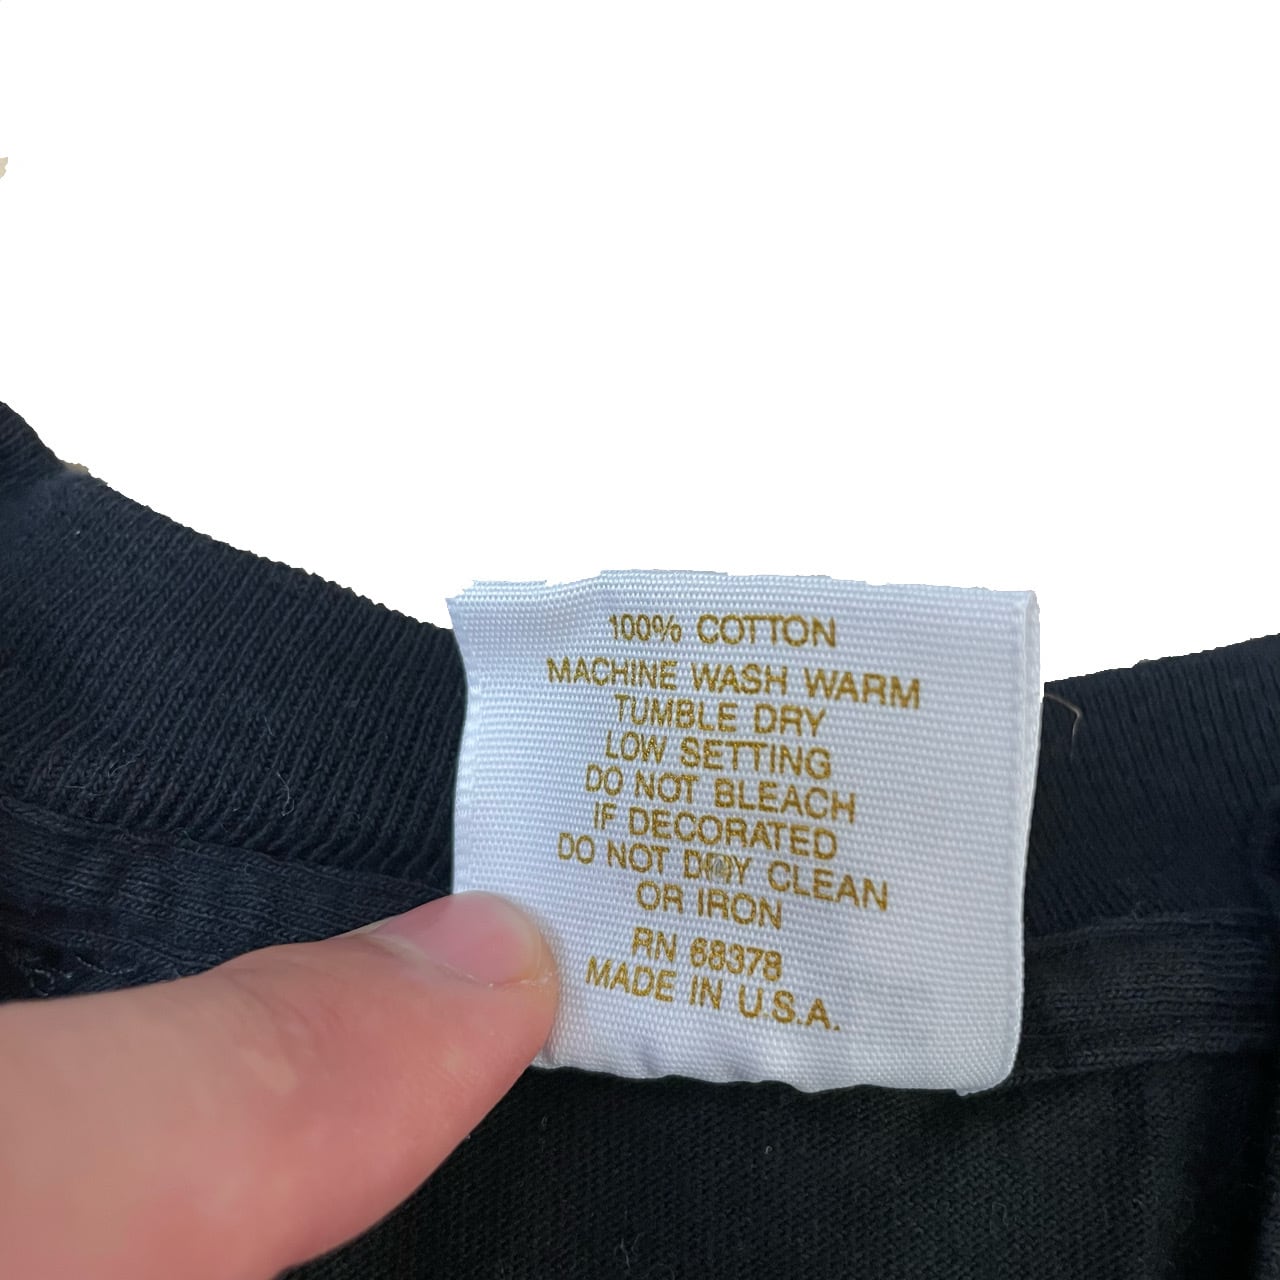 100% COTTON
MACHINE WASH WARM
TUMBLE DRY
LOW SETTING
DO NOT BLEACH
IF DECORATED
DO NOT DRY CLEAN
OR IRON
RN 68378
MADE IN U.S.A.